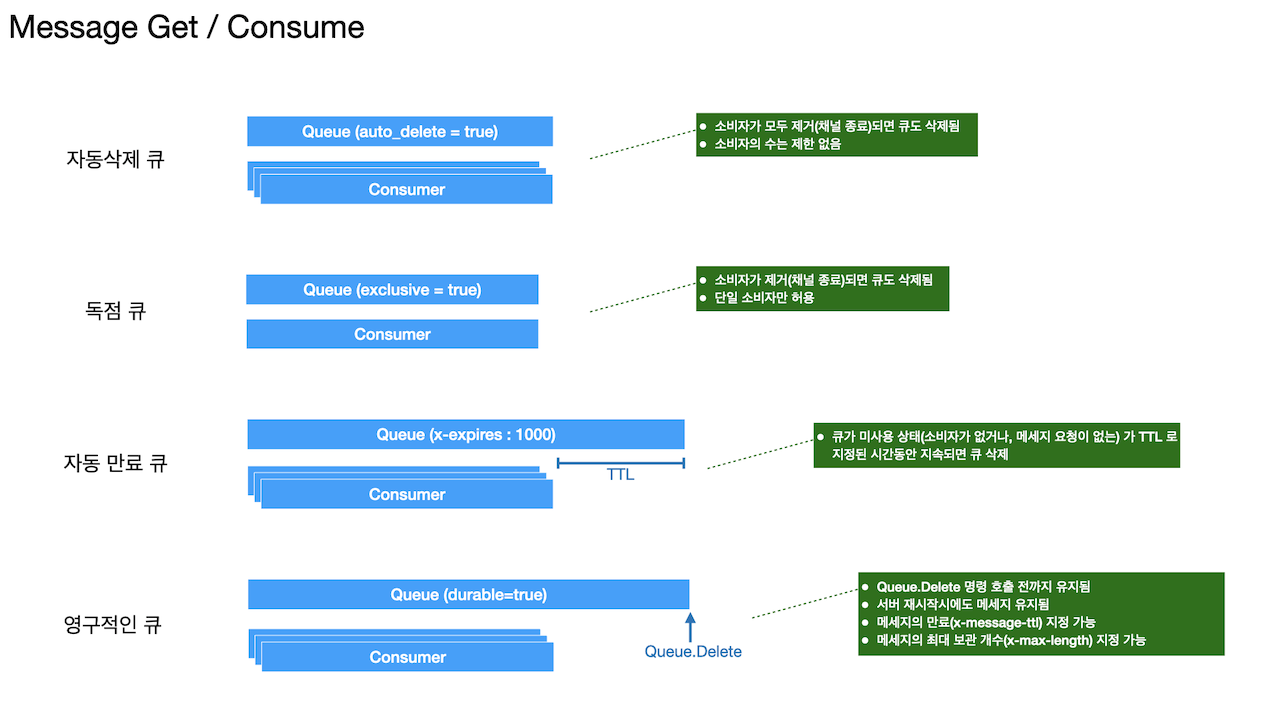 Message Get / Consume
자동삭제 큐
Queue (auto_delete = true)
Consumer
● 소비자가 모두 제거(채널 종료)되면 큐도 삭제됨
● 소비자의 수는 제한 없음
독점 큐
Queue (exclusive = true)
Consumer
● 소비자가 제거(채널 종료)되면 큐도 삭제됨
● 단일 소비자만 허용
자동 만료 큐
Queue (x-expires : 1000)
TTL
Consumer
● 큐가 미사용 상태(소비자가 없거나, 메세지 요청이 없는) 가 TTL 로
지정된 시간동안 지속되면 큐 삭제
영구적인 큐
Queue (durable=true)
Consumer
Queue.Delete
● Queue.Delete 명령 호출 전까지 유지됨
● 서버 재시작시에도 메세지 유지됨
● 메세지의 만료(x-message-ttl) 지정 가능
● 메세지의 최대 보관 개수(x-max-length) 지정 가능